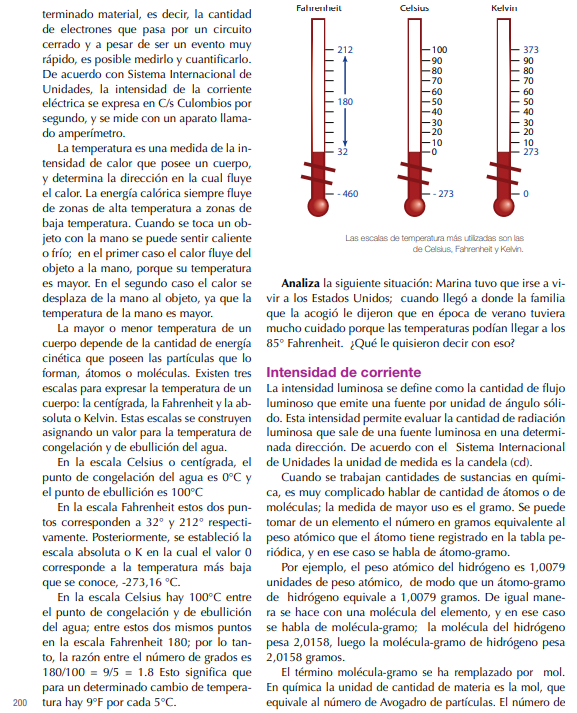 terminado material, es decir, la cantidad
de electrones que pasa por un circuito
cerrado y a pesar de ser un evento muy
rápido, es posible medirlo y cuantificarlo.
De acuerdo con Sistema Internacional de
Unidades, la intensidad de la corriente
eléctrica se expresa en C/s Culombios por
segundo, y se mide con un aparato llama-
do amperímetro.
La temperatura es una medida de la in-
tensidad de calor que posee un cuerpo,
y determina la dirección en la cual fluye
el calor. La energía calórica siempre fluye
de zonas de alta temperatura a zonas de
baja temperatura. Cuando se toca un ob-
jeto con la mano se puede sentir caliente
o frío; en el primer caso el calor fluye del
objeto a la mano, porque su temperatura
es mayor. En el segundo caso el calor se
desplaza de la mano al objeto, ya que la
temperatura de la mano es mayor.
La mayor o menor temperatura de un
cuerpo depende de la cantidad de energía
cinética que poseen las partículas que lo
forman, átomos o moléculas. Existen tres
escalas para expresar la temperatura de un
cuerpo: la centígrada, la Fahrenheit y la ab-
soluta o Kelvin. Estas escalas se construyen
asignando un valor para la temperatura de
congelación y de ebullición del agua.
En la escala Celsius o centígrada, el
punto de congelación del agua es 0°C y
el punto de ebullición es 100°C
En la escala Fahrenheit estos dos pun-
tos corresponden a 32° y 212° respecti-
vamente. Posteriormente, se estableció la
escala absoluta o K en la cual el valor 0
corresponde a la temperatura más baja
que se conoce, -273,16 °C.
En la escala Celsius hay 100°C entre
el punto de congelación y de ebullición
del agua; entre estos dos mismos puntos
en la escala Fahrenheit 180; por lo tan-
to, la razón entre el número de grados es
180/100 = 9/5 = 1.8 Esto significa que
para un determinado cambio de tempera-
tura hay 9°F por cada 5°C.
200
Fahrenheit
212
180
32
- 460
Celsius
100
90
80
70
60
50
40
30
20
10
0
- 273
Kelvin
373
90
80
70
60
50
40
30
20
10
273
0
Las escalas de temperatura más utilizadas son las
de Celsius, Fahrenheit y Kelvin.
Analiza la siguiente situación: Marina tuvo que irse a vi-
vir a los Estados Unidos; cuando llegó a donde la familia
que la acogió le dijeron que en época de verano tuviera
mucho cuidado porque las temperaturas podían llegar a los
85° Fahrenheit. ¿Qué le quisieron decir con eso?
Intensidad de corriente
La intensidad luminosa se define como la cantidad de flujo
luminoso que emite una fuente por unidad de ángulo sóli-
do. Esta intensidad permite evaluar la cantidad de radiación
luminosa que sale de una fuente luminosa en una determi-
nada dirección. De acuerdo con el Sistema Internacional
de Unidades la unidad de medida es la candela (cd).
Cuando se trabajan cantidades de sustancias en quími-
ca, es muy complicado hablar de cantidad de átomos o de
moléculas; la medida de mayor uso es el gramo. Se puede
tomar de un elemento el número en gramos equivalente al
peso atómico que el átomo tiene registrado en la tabla pe-
riódica, y en ese caso se habla de átomo-gramo.
Por ejemplo, el peso atómico del hidrógeno es 1,0079
unidades de peso atómico, de modo que un átomo-gramo
de hidrógeno equivale a 1,0079 gramos. De igual mane-
ra se hace con una molécula del elemento, y en ese caso
se habla de molécula-gramo; la molécula del hidrógeno
pesa 2,0158, luego la molécula-gramo de hidrógeno pesa
2,0158 gramos.
El término molécula-gramo se ha remplazado por mol.
En química la unidad de cantidad de materia es la mol, que
equivale al número de Avogadro de partículas. El número de